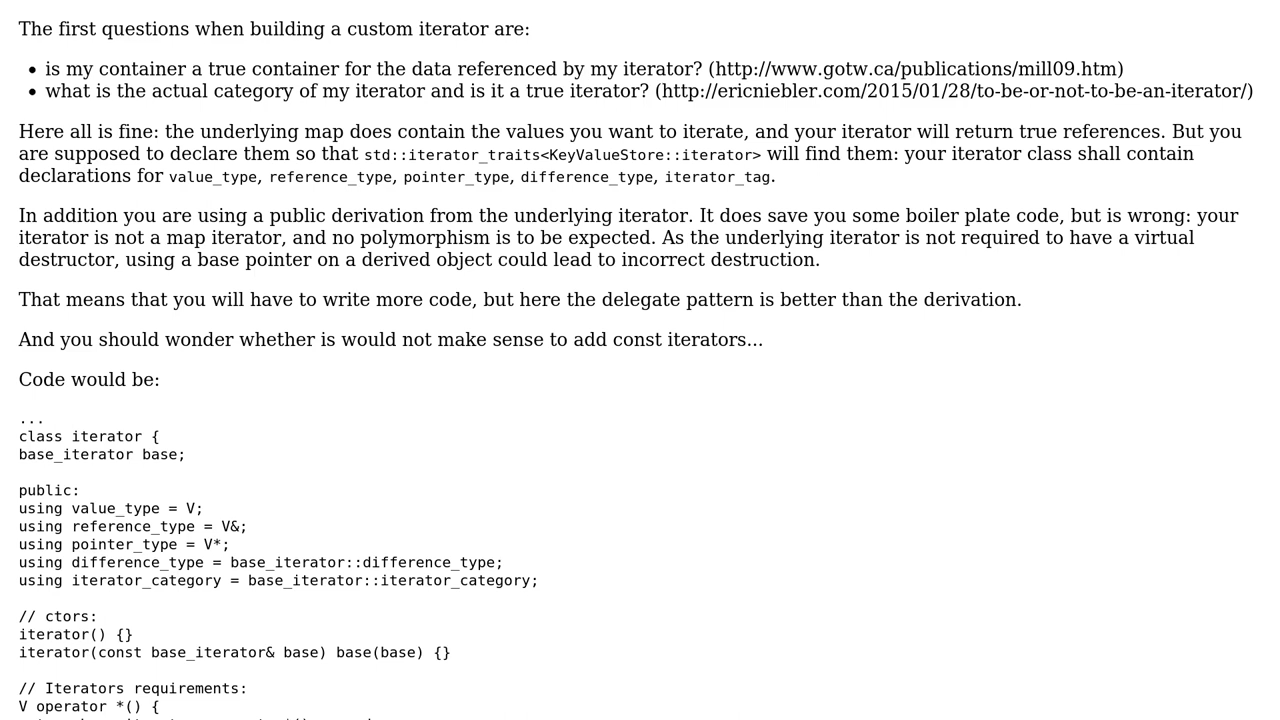 The first questions when building a custom iterator are:
• is my container a true container for the data referenced by my iterator? (http://www.gotw.ca/publications/mill09.htm)
• what is the actual category of my iterator and is it a true iterator? (http://ericniebler.com/2015/01/28/to-be-or-not-to-be-an-iterator/)
Here all is fine: the underlying map does contain the values you want to iterate, and your iterator will return true references. But you
are supposed to declare them so that std::iterator_traits<KeyValueStore::iterator> will find them: your iterator class shall contain
declarations for value_type, reference_type, pointer_type, difference_type, iterator_tag.
In addition you are using a public derivation from the underlying iterator. It does save you some boiler plate code, but is wrong: your
iterator is not a map iterator, and no polymorphism is to be expected. As the underlying iterator is not required to have a virtual
destructor, using a base pointer on a derived object could lead to incorrect destruction.
That means that you will have to write more code, but here the delegate pattern is better than the derivation.
And you should wonder whether is would not make sense to add const iterators...
Code would be:
...
class iterator {
base_iterator base;
public:
using value_type = V;
using reference_type = V&;
using pointer_type = V*;
using difference_type = base_iterator::difference_type;
using iterator_category = base_iterator::iterator_category;
// ctors:
iterator() {}
iterator(const base_iterator& base) base(base) {}
// Iterators requirements:
V operator *() {